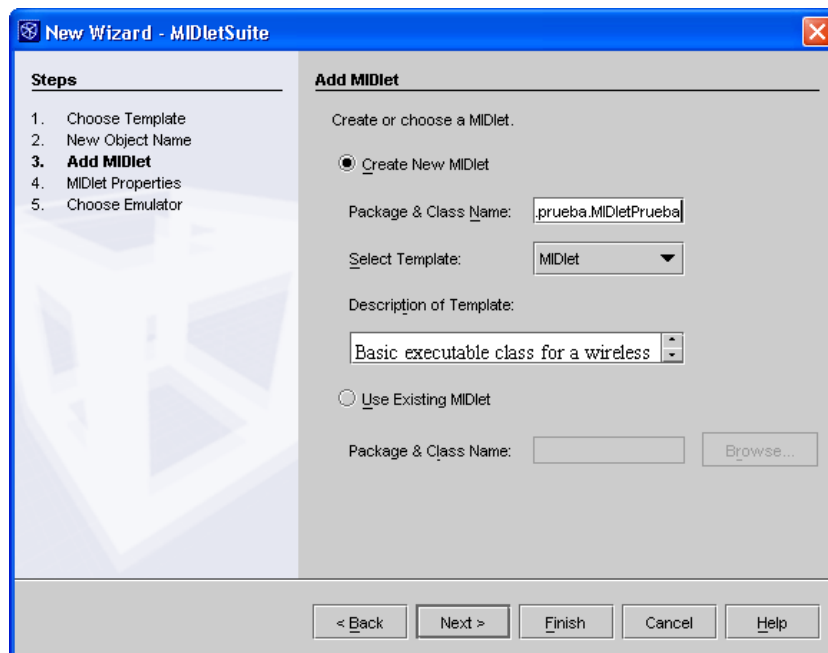 New Wizard - MIDletSuite
Steps
1. Choose Template
2. New Object Name
3. Add MIDlet
4. MIDlet Properties
5. Choose Emulator
Add MIDlet
Create or choose a MIDlet.
Create New MIDlet
Package & Class Name: .prueba.MIDletPrueba
Select Template: MIDlet
Description of Template:
Basic executable class for a wireless
Use Existing MIDlet
Package & Class Name: Browse...
< Back Next > Finish Cancel Help